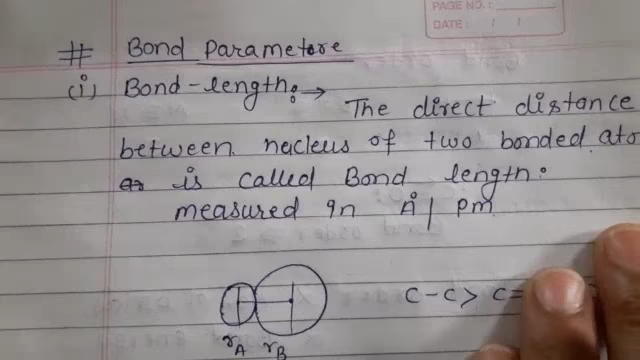 PAGE NO.:
DATE: / /
# Bond Parametere
(i) Bond-length:→ The direct distance
between nucleus of two bonded ato
is called Bond length.
measured in Å / pm
C-C > C=
rA rB